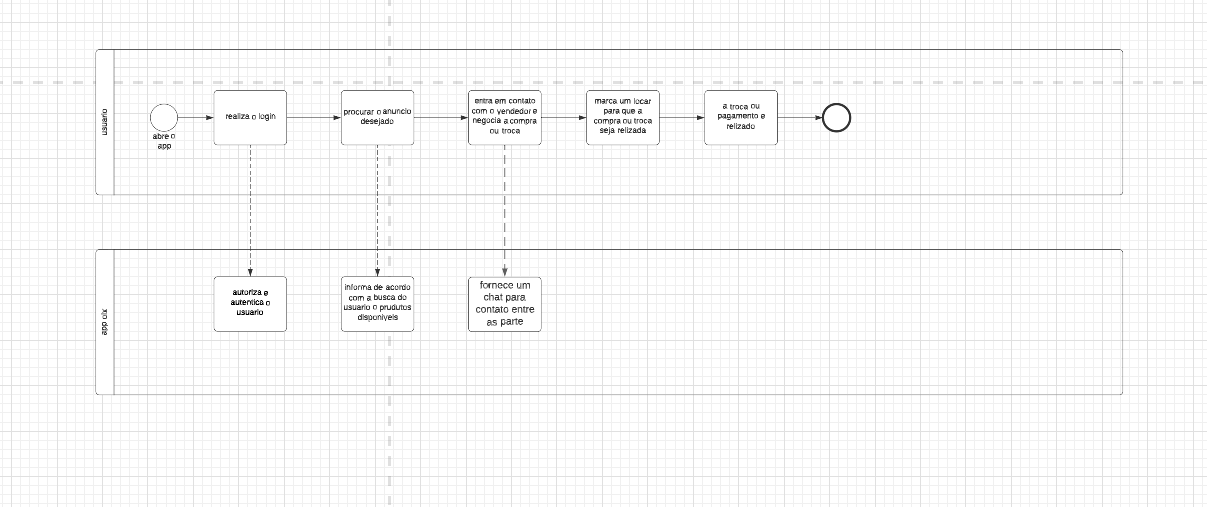 usuario
abre o
app
realiza o login
procurar o anuncio
desejado
entra em contato
com o vendedor e
negocia a compra
ou troca
marca um locar
para que a
compra ou troca
seja relizada
a troca ou
pagamento e
relizado
app olx
autoriza e
autentica o
usuario
informa de acordo
com a busca do
usuario o prudutos
disponiveis
fornece um
chat para
contato entre
as parte